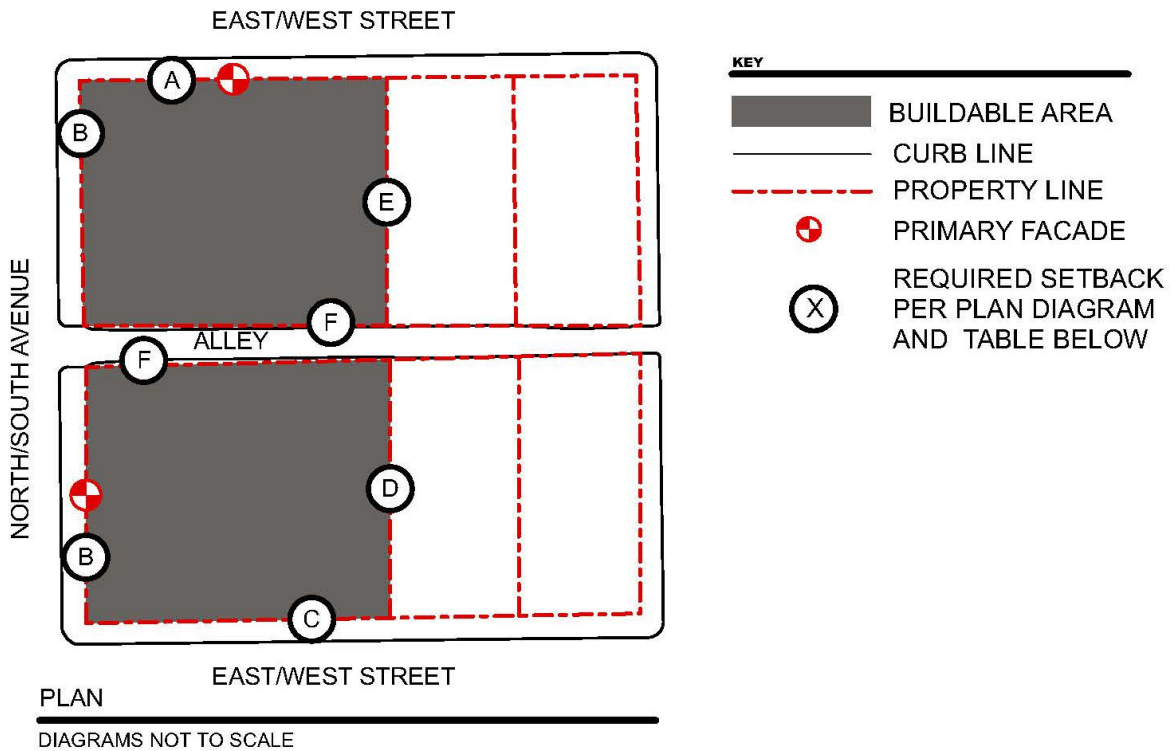 EAST/WEST STREET
A
B
E
F
ALLEY
F
NORTH/SOUTH AVENUE
D
B
C
EAST/WEST STREET
PLAN
DIAGRAMS NOT TO SCALE
KEY
BUILDABLE AREA
CURB LINE
PROPERTY LINE
PRIMARY FACADE
X
REQUIRED SETBACK
PER PLAN DIAGRAM
AND TABLE BELOW